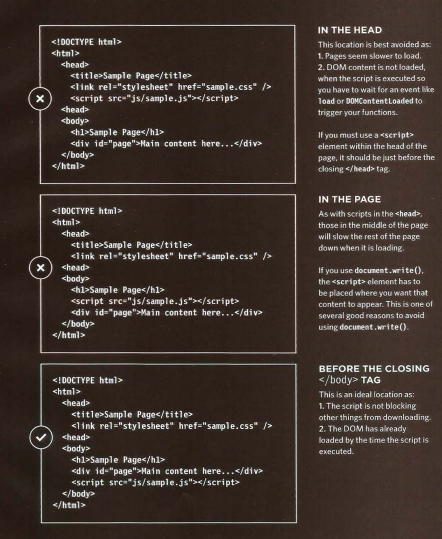 <!DOCTYPE html>
<html>
<head>
<title>Sample Page</title>
<link rel="stylesheet" href="sample.css" />
<script src="js/sample.js"></script>
<head>
<body>
<h1>Sample Page</h1>
<div id="page">Main content here...</div>
</body>
</html>
IN THE HEAD
This location is best avoided as:
1. Pages seem slower to load.
2. DOM content is not loaded,
when the script is executed so
you have to wait for an event like
load or DOMContentLoaded to
trigger your functions.
If you must use a <script>
element within the head of the
page, it should be just before the
closing </head> tag.
<!DOCTYPE html>
<html>
<head>
<title>Sample Page</title>
<link rel="stylesheet" href="sample.css" />
<head>
<body>
<h1>Sample Page</h1>
<script src="js/sample.js"></script>
<div id="page">Main content here...</div>
</body>
</html>
IN THE PAGE
As with scripts in the <head>,
those in the middle of the page
will slow the rest of the page
down when it is loading.
If you use document.write(),
the <script> element has to
be placed where you want that
content to appear. This is one of
several good reasons to avoid
using document.write().
<!DOCTYPE html>
<html>
<head>
<title>Sample Page</title>
<link rel="stylesheet" href="sample.css" />
<head>
<body>
<h1>Sample Page</h1>
<div id="page">Main content here...</div>
<script src="js/sample.js"></script>
</body>
</html>
BEFORE THE CLOSING
</body> TAG
This is an ideal location as:
1. The script is not blocking
other things from downloading.
2. The DOM has already
loaded by the time the script is
executed.